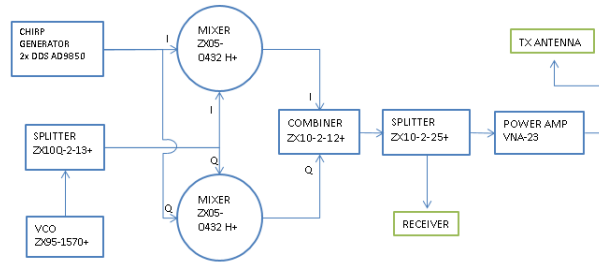 CHIRP
GENERATOR
2x DDS AD9850
I
MIXER
ZX05-
0432 H+
TX ANTENNA
I
I
SPLITTER
ZX10Q-2-13+
COMBINER
ZX10-2-12+
SPLITTER
ZX10-2-25+
POWER AMP
VNA-23
Q
Q
Q
MIXER
ZX05-
0432 H+
VCO
ZX95-1570+
RECEIVER